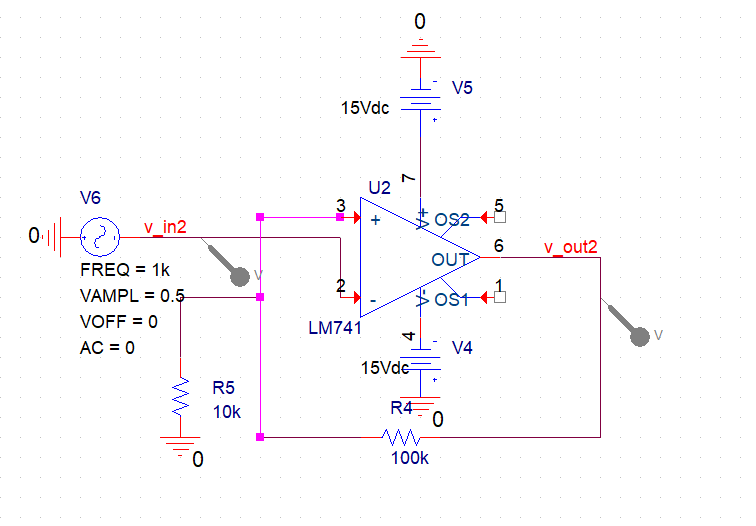 0
V5
15Vdc
7
U2
V6
3
5
+
V+
OS2
0
v_in2
6
v_out2
OUT
FREQ = 1k
V
2
1
VAMPL = 0.5
-
V-
OS1
VOFF = 0
LM741
V
AC = 0
4
V4
15Vdc
R5
10k
R4
0
0
100k